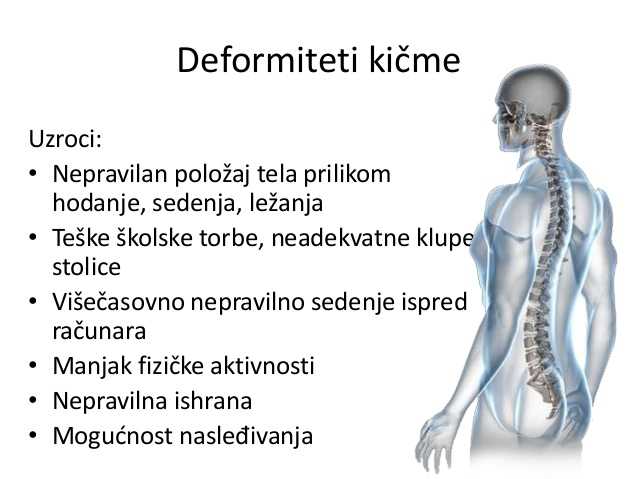 Deformiteti kičme
Uzroci:
• Nepravilan položaj tela prilikom
hodanje, sedenja, ležanja
• Teške školske torbe, neadekvatne klupe
stolice
• Višečasovno nepravilno sedenje ispred
računara
• Manjak fizičke aktivnosti
• Nepravilna ishrana
• Mogućnost nasleđivanja